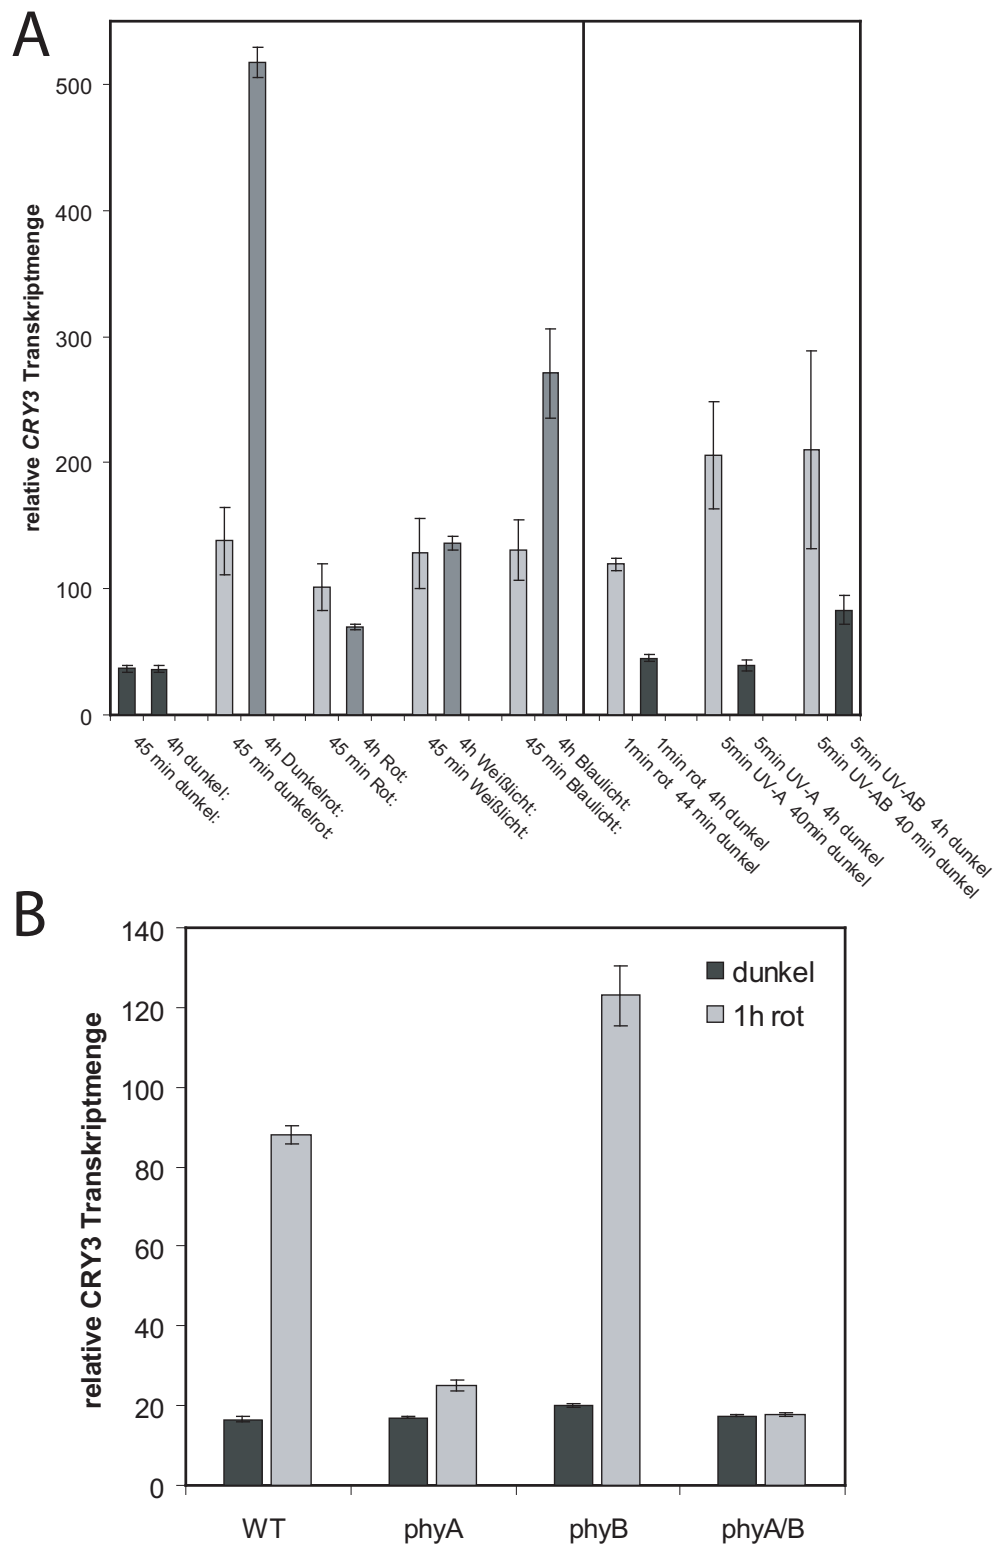 A
relative CRY3 Transkriptmenge
500
400
300
200
100
0
45 min dunkel:
4h dunkel:
45 min dunkelrot:
4h Dunkelrot:
45 min Rot:
4h Rot:
45 min Weißlicht:
4h Weißlicht:
45 min Blaulicht:
4h Blaulicht:
1min rot 44 min dunkel
1min rot 4h dunkel
5min UV-A 40min dunkel
5min UV-A 4h dunkel
5min UV-AB 40 min dunkel
5min UV-AB 4h dunkel
B
relative CRY3 Transkriptmenge
140
120
100
80
60
40
20
0
dunkel
1h rot
WT phyA phyB phyA/B